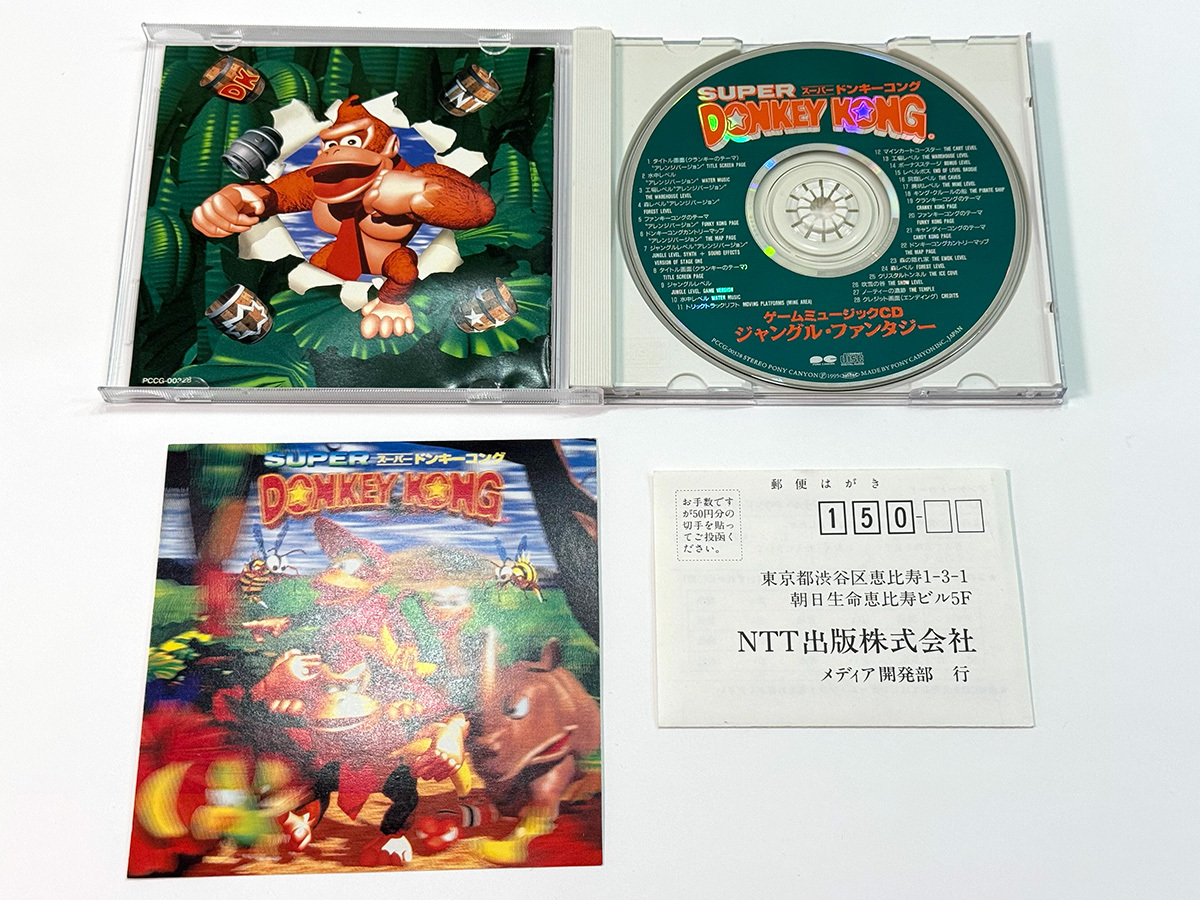 DK
TNT
PCCG-00328
SUPER スーパー ドンキーコング
DONKEY KONG®
1 タイトル画面(クランキーのテーマ)
"アレンジバージョン" TITLE SCREEN PAGE
2 水中レベル
"アレンジバージョン" WATER MUSIC
3 工場レベル"アレンジバージョン"
THE WAREHOUSE LEVEL
4 森レベル"アレンジバージョン"
FOREST LEVEL
5 ファンキーコングのテーマ
"アレンジバージョン" FUNKY KONG PAGE
6 ドンキーコングカントリーマップ
"アレンジバージョン" THE MAP PAGE
7 ジャングルレベル"アレンジバージョン"
JUNGLE LEVEL, SYNTH + SOUND EFFECTS
VERSION OF STAGE ONE
8 タイトル画面(クランキーのテーマ)
TITLE SCREEN PAGE
9 ジャングルレベル
JUNGLE LEVEL, GAME VERSION
10 水中レベル WATER MUSIC
11 トリックトラックリフト MOVING PLATFORMS (MINE AREA)
12 マインカートコースター THE CART LEVEL
13 工場レベル THE WAREHOUSE LEVEL
14 ボーナスステージ BONUS LEVEL
15 レベルボス END OF LEVEL BADDIE
16 洞窟レベル THE CAVES
17 廃坑レベル THE MINE LEVEL
18 キング・クルールの船 THE PIRATE SHIP
19 クランキーコングのテーマ
CRANKY KONG PAGE
20 ファンキーコングのテーマ
FUNKY KONG PAGE
21 キャンディーコングのテーマ
CANDY KONG PAGE
22 ドンキーコングカントリーマップ
THE MAP PAGE
23 森の隠れ家 THE EWOK LEVEL
24 森レベル FOREST LEVEL
25 クリスタルトンネル THE ICE COVE
26 吹雪の谷 THE SNOW LEVEL
27 ノーティーの遺跡 THE TEMPLE
28 クレジット画面(エンディング) CREDITS
ゲームミュージックCD
ジャングル・ファンタジー
PCCG-00328 STEREO PONY CANYON ℗ 1995 MADE BY PONY CANYON INC., JAPAN
SUPER スーパー ドンキーコング
DONKEY KONG
郵便はがき
お手数です
が50円分の
切手を貼っ
てご投函く
ださい。
150-
東京都渋谷区恵比寿1-3-1
朝日生命恵比寿ビル5F
NTT出版株式会社
メディア開発部 行